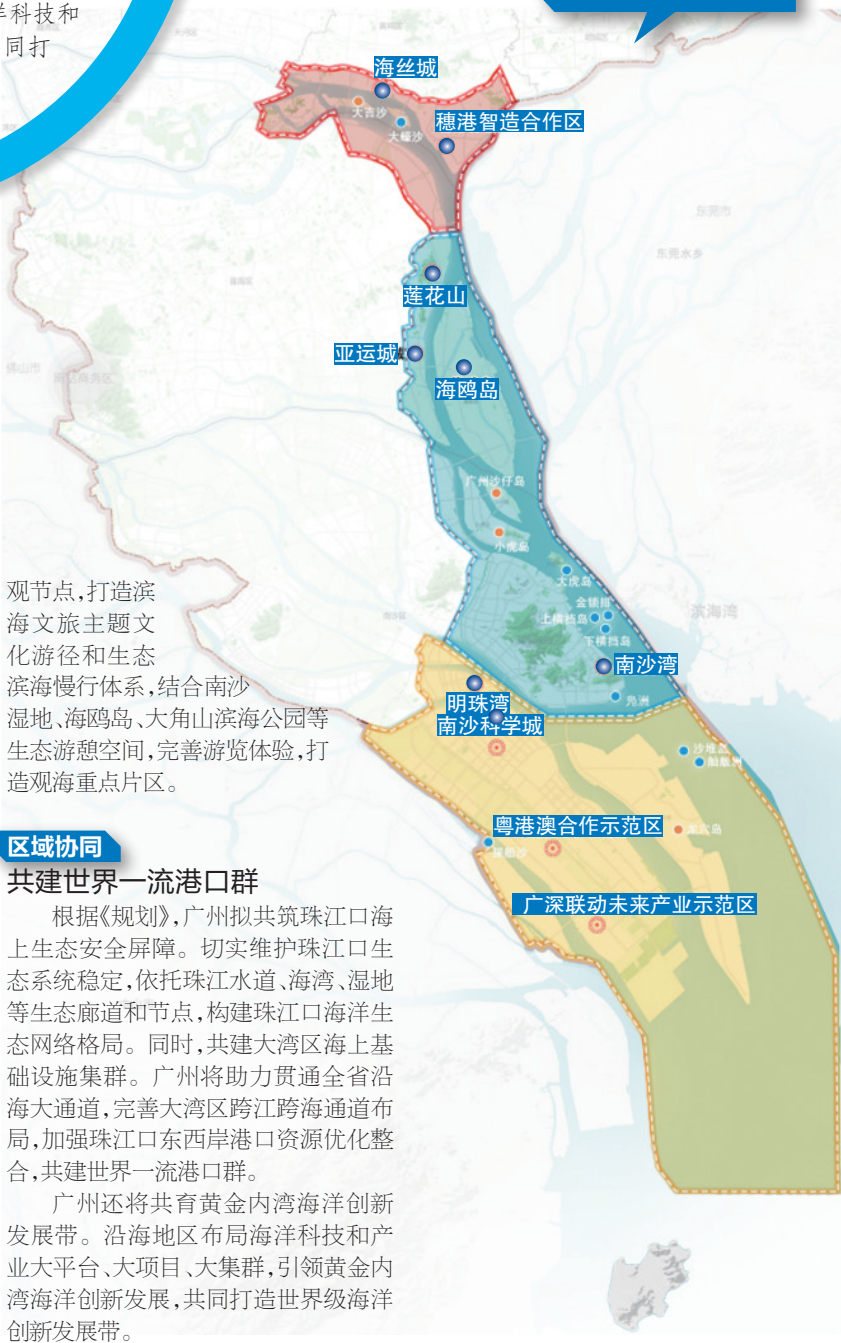 洋科技和
同打
海丝城
大吉沙
大蠔沙
穗港智造合作区
东莞市
东莞水乡
莲花山
亚运城
海鸥岛
佛山市
广州沙仔岛
小虎岛
大虎岛
金锁排
上横档岛
下横挡岛
滨海湾
南沙湾
凫洲
明珠湾
南沙科学城
沙堆岛
舢舨洲
粤港澳合作示范区
龙穴岛
广深联动未来产业示范区
观节点,打造滨
海文旅主题文
化游径和生态
滨海慢行体系,结合南沙
湿地、海鸥岛、大角山滨海公园等
生态游憩空间,完善游览体验,打
造观海重点片区。
区域协同
共建世界一流港口群
根据《规划》,广州拟共筑珠江口海
上生态安全屏障。切实维护珠江口生
态系统稳定,依托珠江水道、海湾、湿地
等生态廊道和节点,构建珠江口海洋生
态网络格局。同时,共建大湾区海上基
础设施集群。广州将助力贯通全省沿
海大通道,完善大湾区跨江跨海通道布
局,加强珠江口东西岸港口资源优化整
合,共建世界一流港口群。
广州还将共育黄金内湾海洋创新
发展带。沿海地区布局海洋科技和产
业大平台、大项目、大集群,引领黄金内
湾海洋创新发展,共同打造世界级海洋
创新发展带。